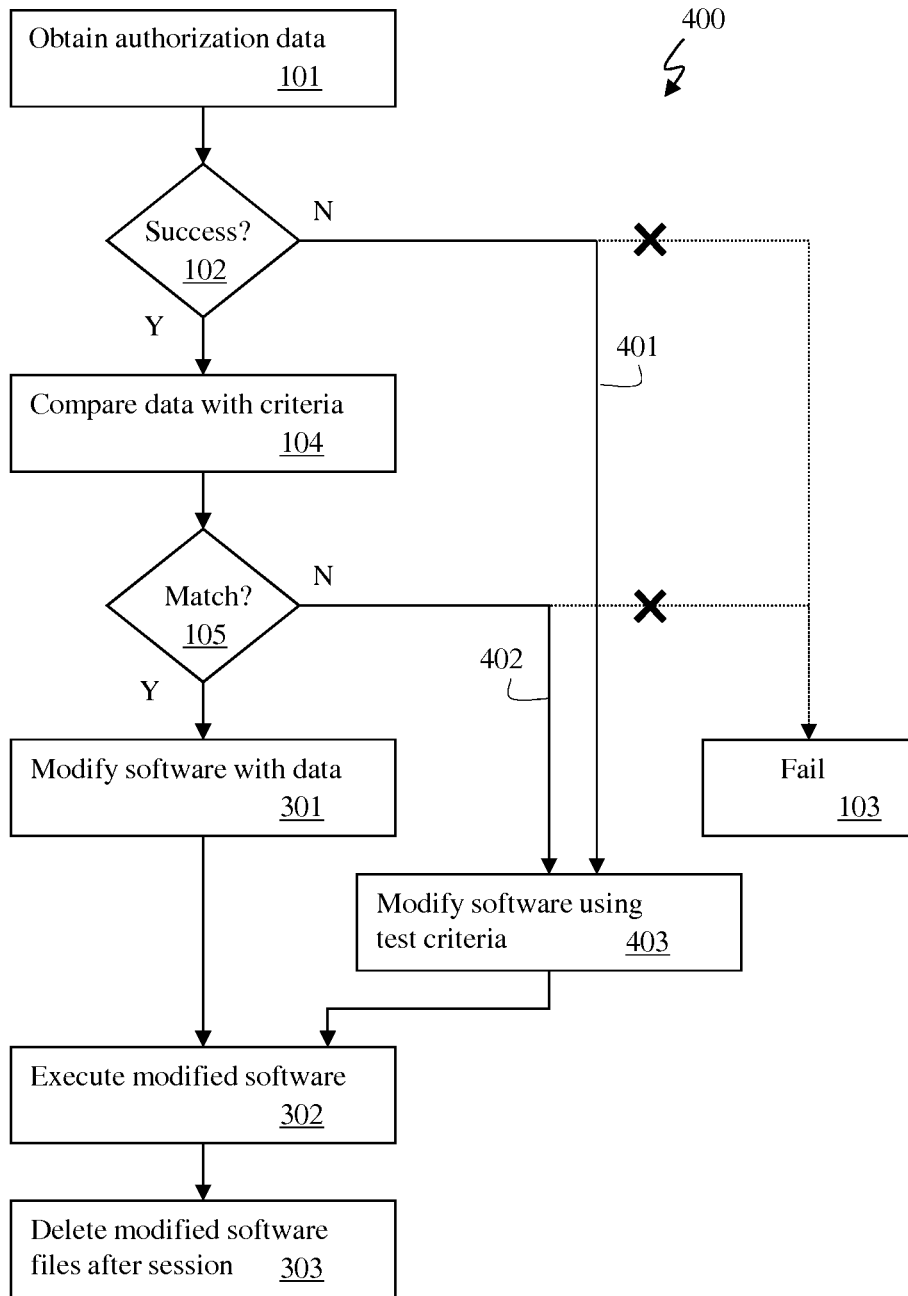 Obtain authorization data
101
400
N
Success?
102
Y
401
Compare data with criteria
104
N
Match?
105
402
Y
Modify software with data
301
Fail
103
Modify software using
test criteria 403
Execute modified software
302
Delete modified software
files after session 303